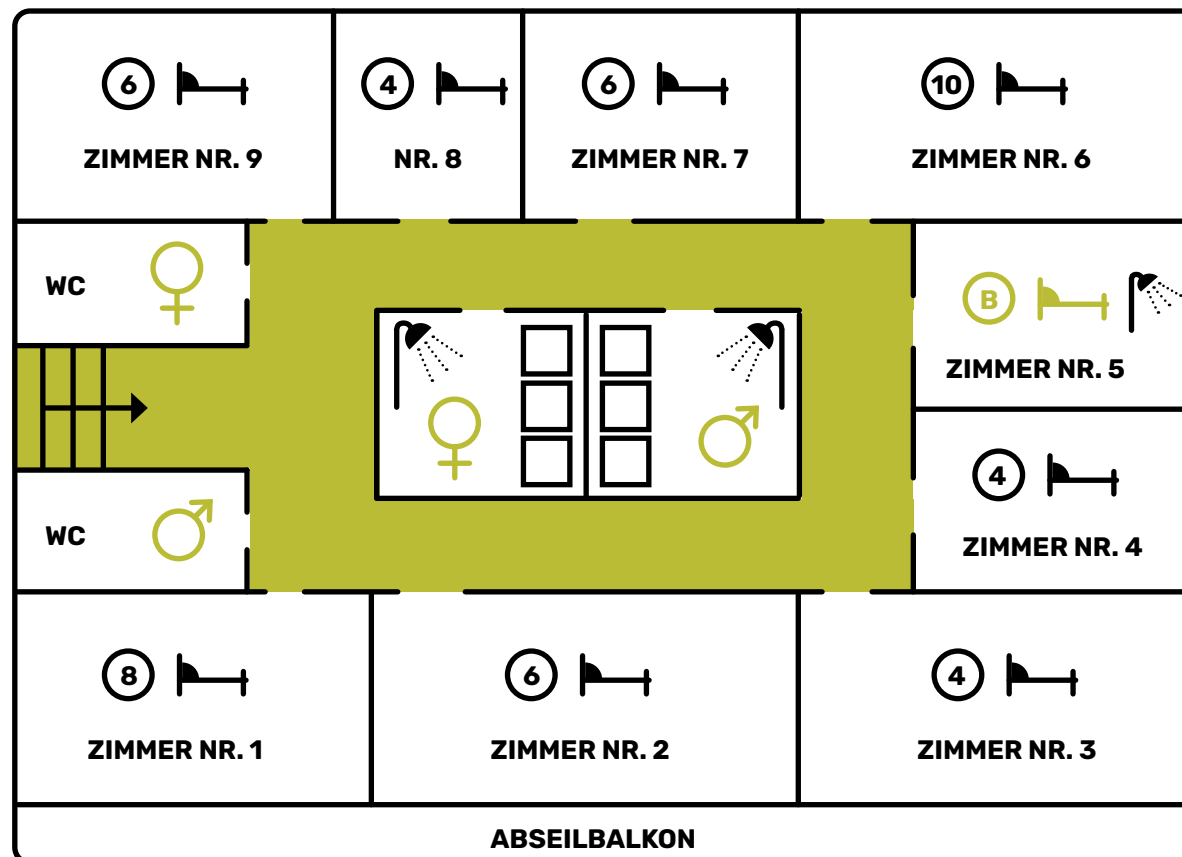 6
4
6
10
ZIMMER NR. 9
NR. 8
ZIMMER NR. 7
ZIMMER NR. 6
WC
B
ZIMMER NR. 5
4
ZIMMER NR. 4
WC
8
6
4
ZIMMER NR. 1
ZIMMER NR. 2
ZIMMER NR. 3
ABSEILBALKON